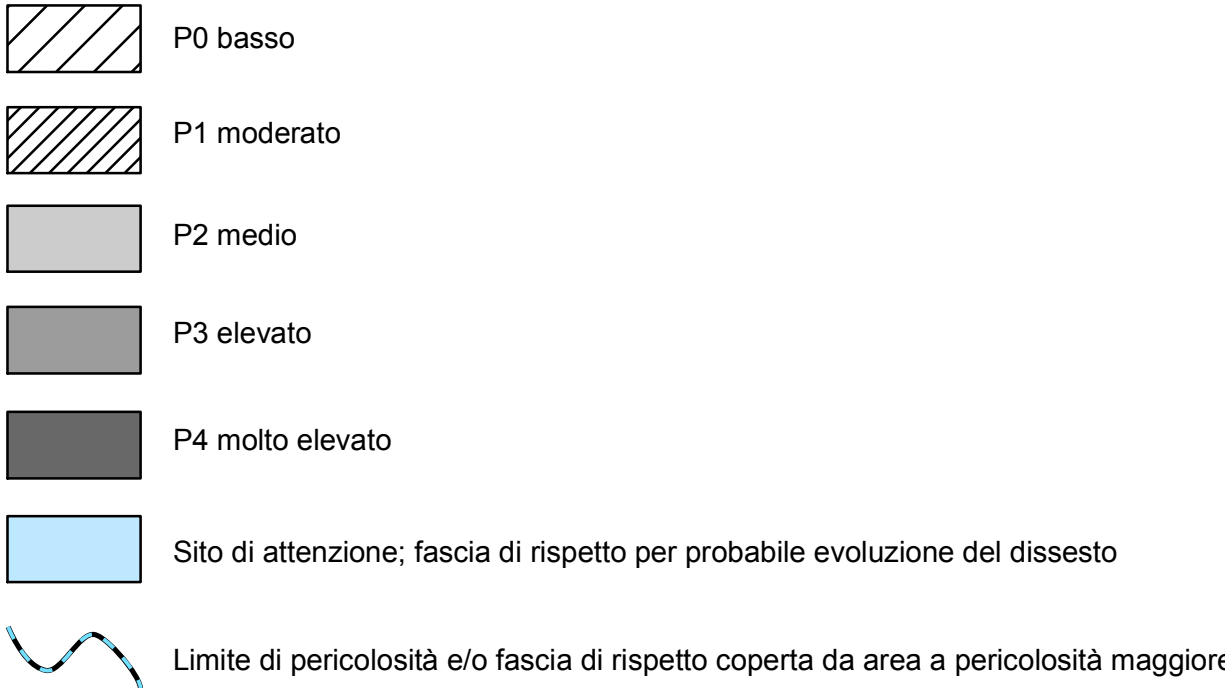 P0 basso
P1 moderato
P2 medio
P3 elevato
P4 molto elevato
Sito di attenzione; fascia di rispetto per probabile evoluzione del dissesto
Limite di pericolosità e/o fascia di rispetto coperta da area a pericolosità maggiore